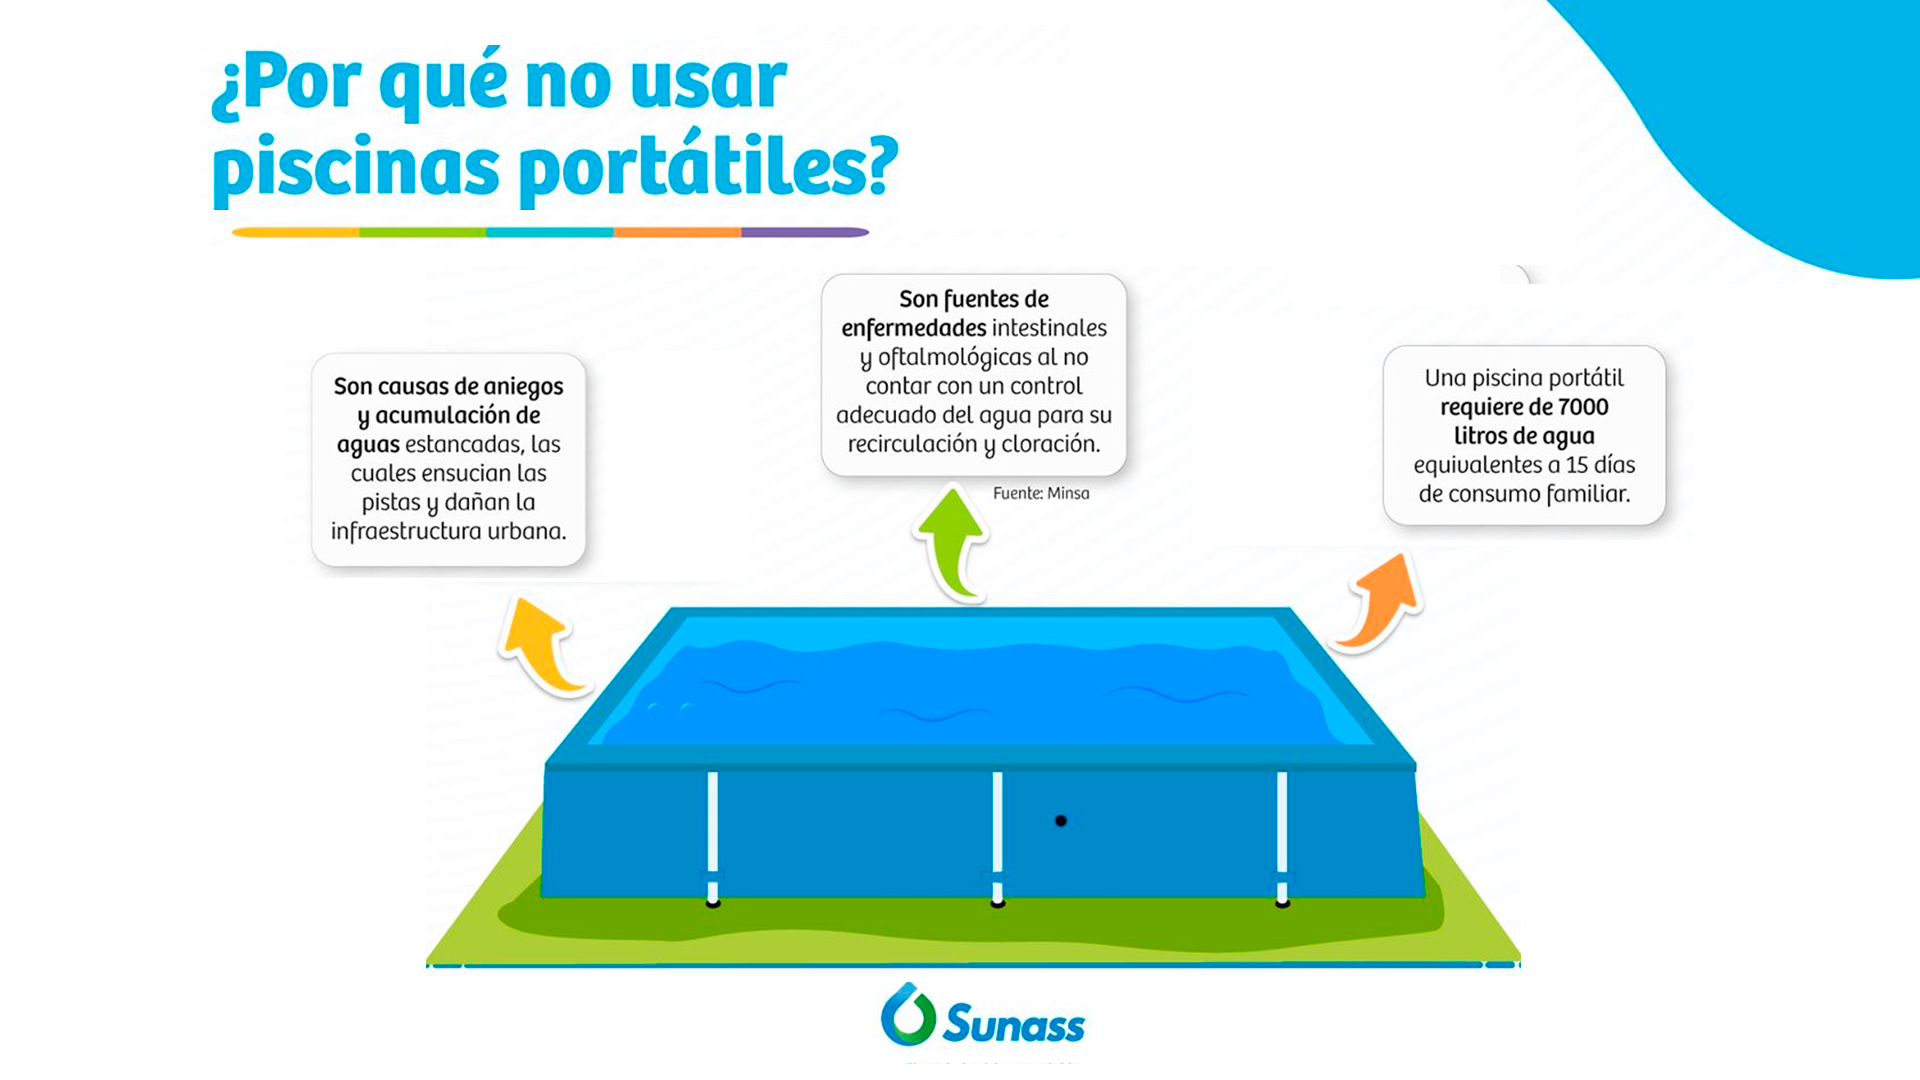 ¿Por qué no usar
piscinas portátiles?
Son causas de aniegos
y acumulación de
aguas estancadas, las
cuales ensucian las
pistas y dañan la
infraestructura urbana.
Son fuentes de
enfermedades intestinales
y oftalmológicas al no
contar con un control
adecuado del agua para su
recirculación y cloración.
Fuente: Minsa
Una piscina portátil
requiere de 7000
litros de agua
equivalentes a 15 días
de consumo familiar.
Sunass